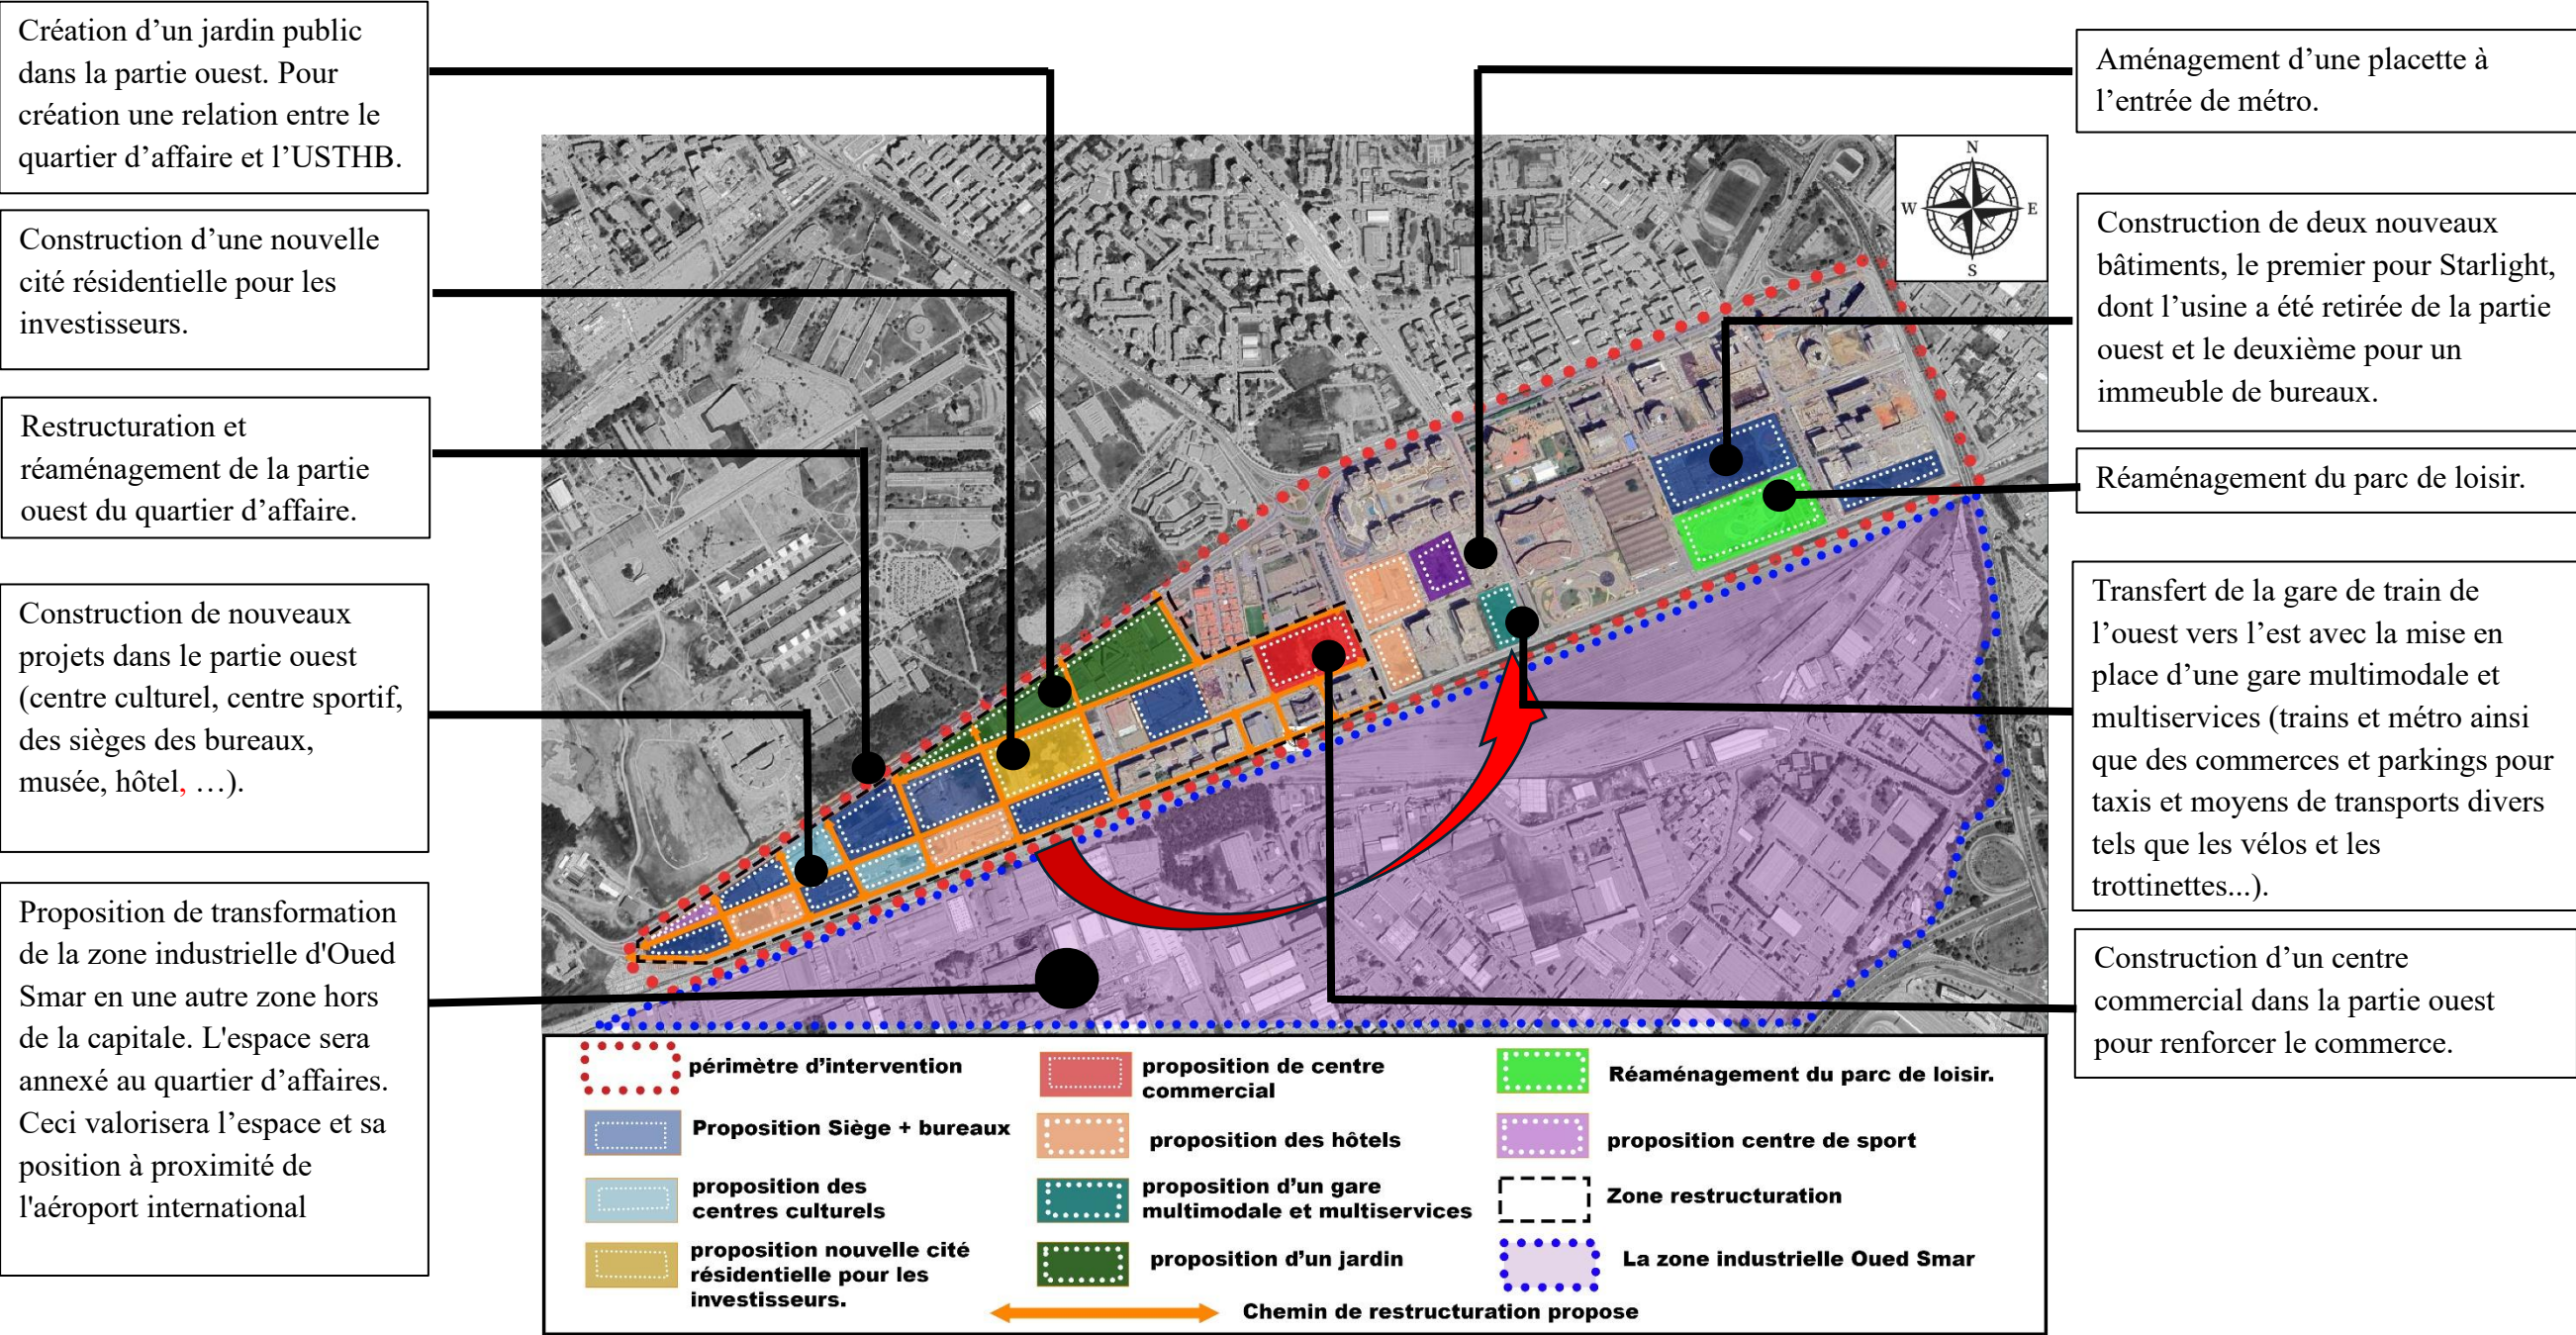 Création d’un jardin public
dans la partie ouest. Pour
création une relation entre le
quartier d’affaire et l’USTHB.
Construction d’une nouvelle
cité résidentielle pour les
investisseurs.
Restructuration et
réaménagement de la partie
ouest du quartier d’affaire.
Construction de nouveaux
projets dans le partie ouest
(centre culturel, centre sportif,
des sièges des bureaux,
musée, hôtel, …).
Proposition de transformation
de la zone industrielle d'Oued
Smar en une autre zone hors
de la capitale. L'espace sera
annexé au quartier d’affaires.
Ceci valorisera l’espace et sa
position à proximité de
l'aéroport international
N
W
E
S
Aménagement d’une placette à
l’entrée de métro.
Construction de deux nouveaux
bâtiments, le premier pour Starlight,
dont l’usine a été retirée de la partie
ouest et le deuxième pour un
immeuble de bureaux.
Réaménagement du parc de loisir.
Transfert de la gare de train de
l’ouest vers l’est avec la mise en
place d’une gare multimodale et
multiservices (trains et métro ainsi
que des commerces et parkings pour
taxis et moyens de transports divers
tels que les vélos et les
trottinettes...).
Construction d’un centre
commercial dans la partie ouest
pour renforcer le commerce.
périmètre d’intervention
Proposition Siège + bureaux
proposition des
centres culturels
proposition nouvelle cité
résidentielle pour les
investisseurs.
proposition de centre
commercial
proposition des hôtels
proposition d’un gare
multimodale et multiservices
proposition d’un jardin
Réaménagement du parc de loisir.
proposition centre de sport
Zone restructuration
La zone industrielle Oued Smar
Chemin de restructuration propose